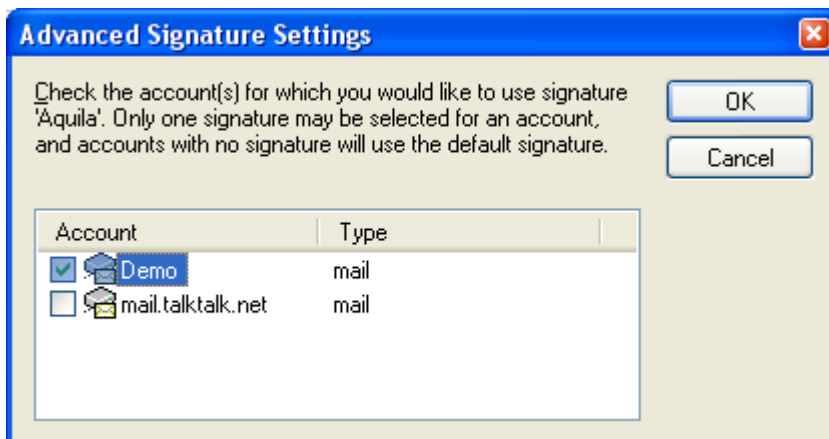 Advanced Signature Settings
Check the account(s) for which you would like to use signature
'Aquila'. Only one signature may be selected for an account,
and accounts with no signature will use the default signature.
OK
Cancel
Account Type
Demo mail
mail.talktalk.net mail